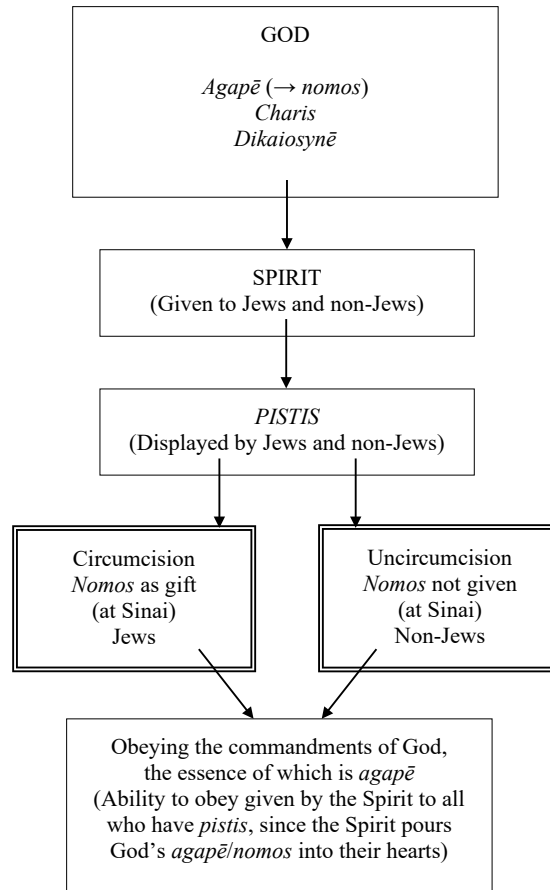 GOD
Agapē (→ nomos)
Charis
Dikaiosynē
SPIRIT
(Given to Jews and non-Jews)
PISTIS
(Displayed by Jews and non-Jews)
Circumcision
Nomos as gift
(at Sinai)
Jews
Uncircumcision
Nomos not given
(at Sinai)
Non-Jews
Obeying the commandments of God,
the essence of which is agapē
(Ability to obey given by the Spirit to all
who have pistis, since the Spirit pours
God’s agapē/nomos into their hearts)